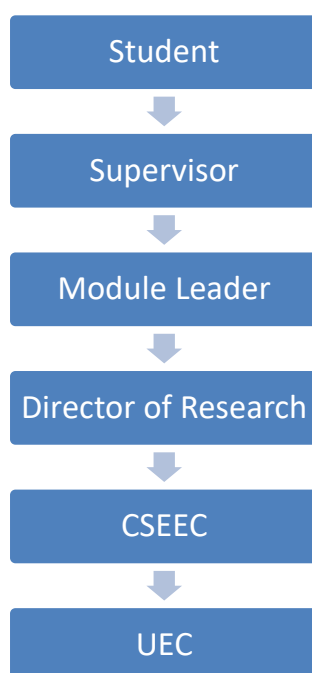 Student
Supervisor
Module Leader
Director of Research
CSEEC
UEC